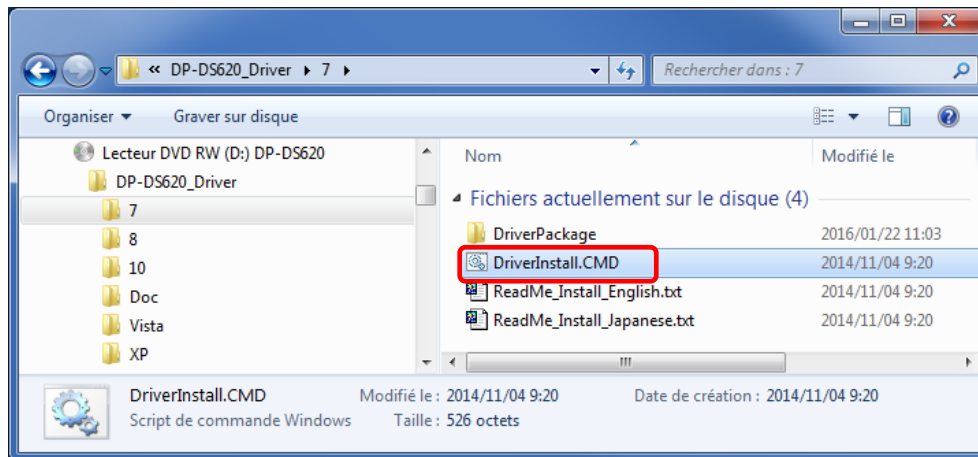 « DP-DS620_Driver ▸ 7 ▸
Rechercher dans : 7
Organiser ▼ Graver sur disque
Lecteur DVD RW (D:) DP-DS620
DP-DS620_Driver
7
8
10
Doc
Vista
XP
Nom Modifié le
Fichiers actuellement sur le disque (4)
DriverPackage 2016/01/22 11:03
DriverInstall.CMD 2014/11/04 9:20
ReadMe_Install_English.txt 2014/11/04 9:20
ReadMe_Install_Japanese.txt 2014/11/04 9:20
DriverInstall.CMD Modifié le : 2014/11/04 9:20 Date de création : 2014/11/04 9:20
Script de commande Windows Taille : 526 octets